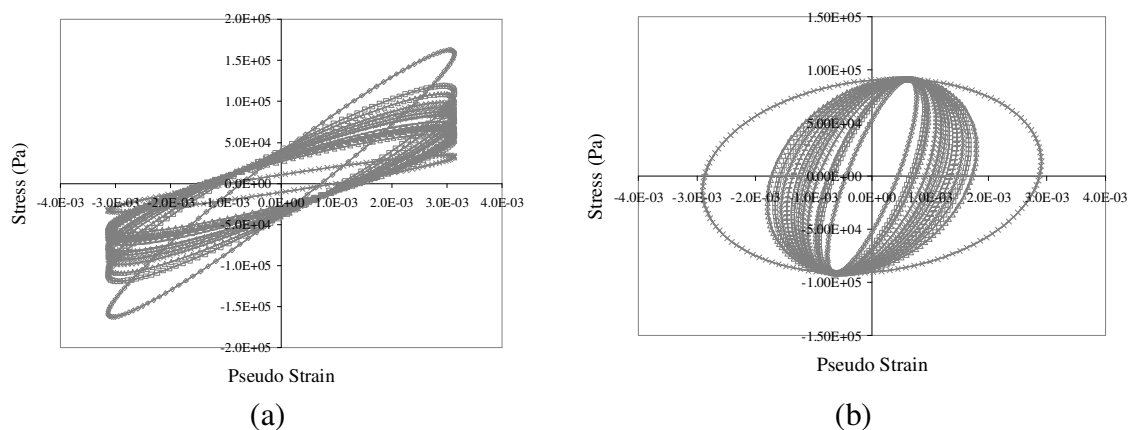 2.0E+05
1.5E+05
1.0E+05
5.0E+04
0.0E+00
-4.0E-03 -3.0E-03 -2.0E-03 -1.0E-03 0.0E+00 1.0E-03 2.0E-03 3.0E-03 4.0E-03
-5.0E+04
-1.0E+05
-1.5E+05
-2.0E+05
Stress (Pa)
Pseudo Strain
(a)
1.50E+05
1.00E+05
5.00E+04
0.00E+00
-4.0E-03 -3.0E-03 -2.0E-03 -1.0E-03 0.0E+00 1.0E-03 2.0E-03 3.0E-03 4.0E-03
-5.00E+04
-1.00E+05
-1.50E+05
Stress (Pa)
Pseudo Strain
(b)